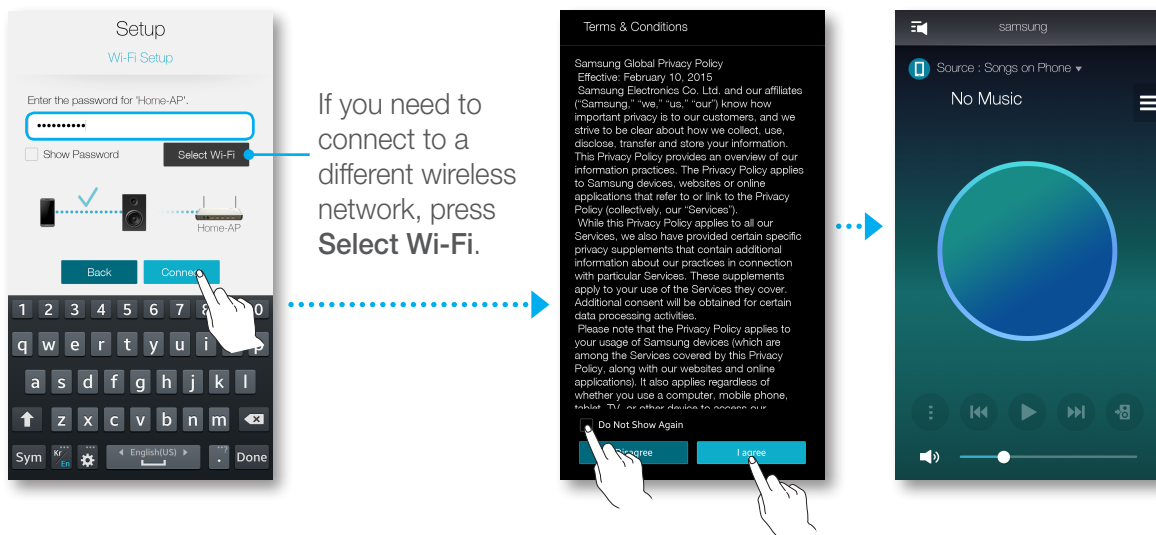 Setup
Wi-Fi Setup
Enter the password for 'Home-AP'.
••••••••••
Show Password
Select Wi-Fi
Home-AP
Back
Connect
1 2 3 4 5 6 7 8 0
q w e r t y u i p
a s d f g h j k l
z x c v b n m
Sym
Kr
En
English(US)
. ?
Done
If you need to
connect to a
different wireless
network, press
Select Wi-Fi.
Terms & Conditions
Samsung Global Privacy Policy
Effective: February 10, 2015
Samsung Electronics Co. Ltd. and our affiliates
("Samsung," "we," "us," "our") know how
important privacy is to our customers, and we
strive to be clear about how we collect, use,
disclose, transfer and store your information.
This Privacy Policy provides an overview of our
information practices. The Privacy Policy applies
to Samsung devices, websites or online
applications that refer to or link to the Privacy
Policy (collectively, our "Services").
While this Privacy Policy applies to all our
Services, we also have provided certain specific
privacy supplements that contain additional
information about our practices in connection
with particular Services. These supplements
apply to your use of the Services they cover.
Additional consent will be obtained for certain
data processing activities.
Please note that the Privacy Policy applies to
your usage of Samsung devices (which are
among the Services covered by this Privacy
Policy, along with our websites and online
applications). It also applies regardless of
whether you use a computer, mobile phone,
tablet, TV, or other device to access our
Do Not Show Again
Disagree
I agree
samsung
Source : Songs on Phone
No Music